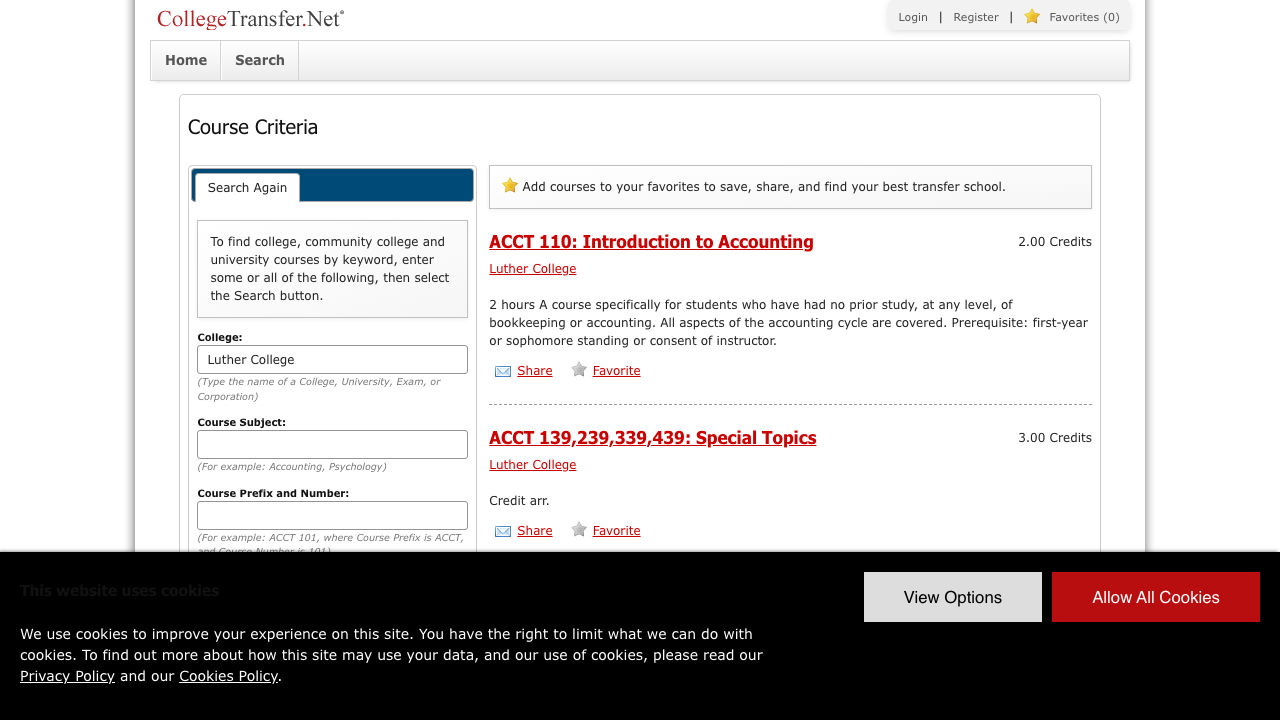 CollegeTransfer.Net®
Login | Register | Favorites (0)
Home
Search
Course Criteria
Search Again
To find college, community college and
university courses by keyword, enter
some or all of the following, then select
the Search button.
College:
Luther College
(Type the name of a College, University, Exam, or
Corporation)
Course Subject:
(For example: Accounting, Psychology)
Course Prefix and Number:
(For example: ACCT 101, where Course Prefix is ACCT,
and Course Number is 101)
Add courses to your favorites to save, share, and find your best transfer school.
ACCT 110: Introduction to Accounting
2.00 Credits
Luther College
2 hours A course specifically for students who have had no prior study, at any level, of
bookkeeping or accounting. All aspects of the accounting cycle are covered. Prerequisite: first-year
or sophomore standing or consent of instructor.
Share
Favorite
ACCT 139,239,339,439: Special Topics
3.00 Credits
Luther College
Credit arr.
Share
Favorite
This website uses cookies
We use cookies to improve your experience on this site. You have the right to limit what we can do with
cookies. To find out more about how this site may use your data, and our use of cookies, please read our
Privacy Policy and our Cookies Policy.
View Options
Allow All Cookies